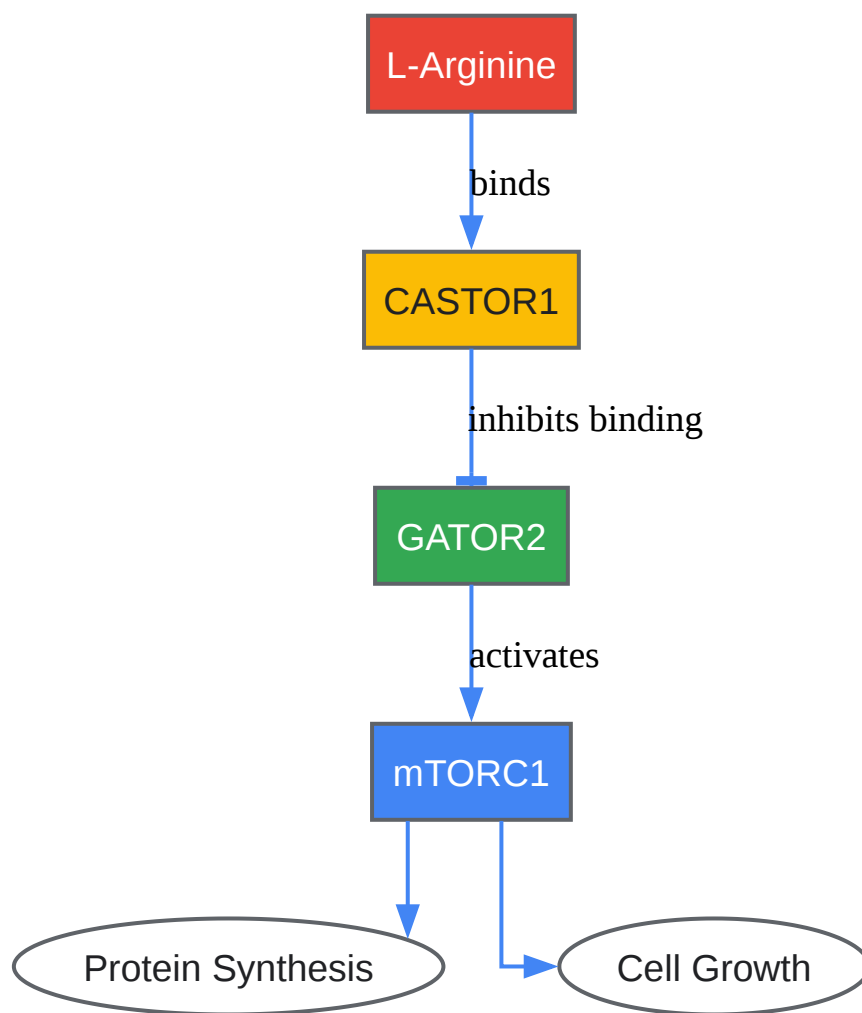 L-Arginine
binds
CASTOR1
inhibits binding
GATOR2
activates
mTORC1
Protein Synthesis
Cell Growth